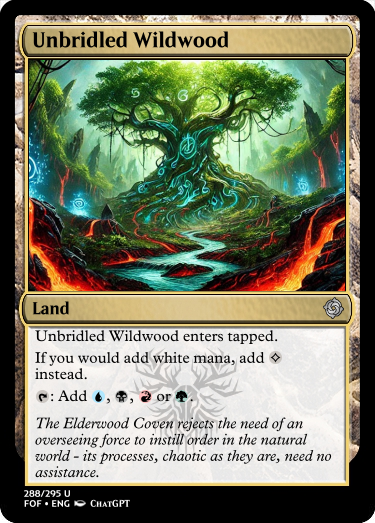 Unbridled Wildwood
Land
Unbridled Wildwood enters tapped.
If you would add white mana, add
instead.
: Add , , or .
The Elderwood Coven rejects the need of an
overseeing force to instill order in the natural
world - its processes, chaotic as they are, need no
assistance.
288/295 U
FOF • ENG ChatGPT